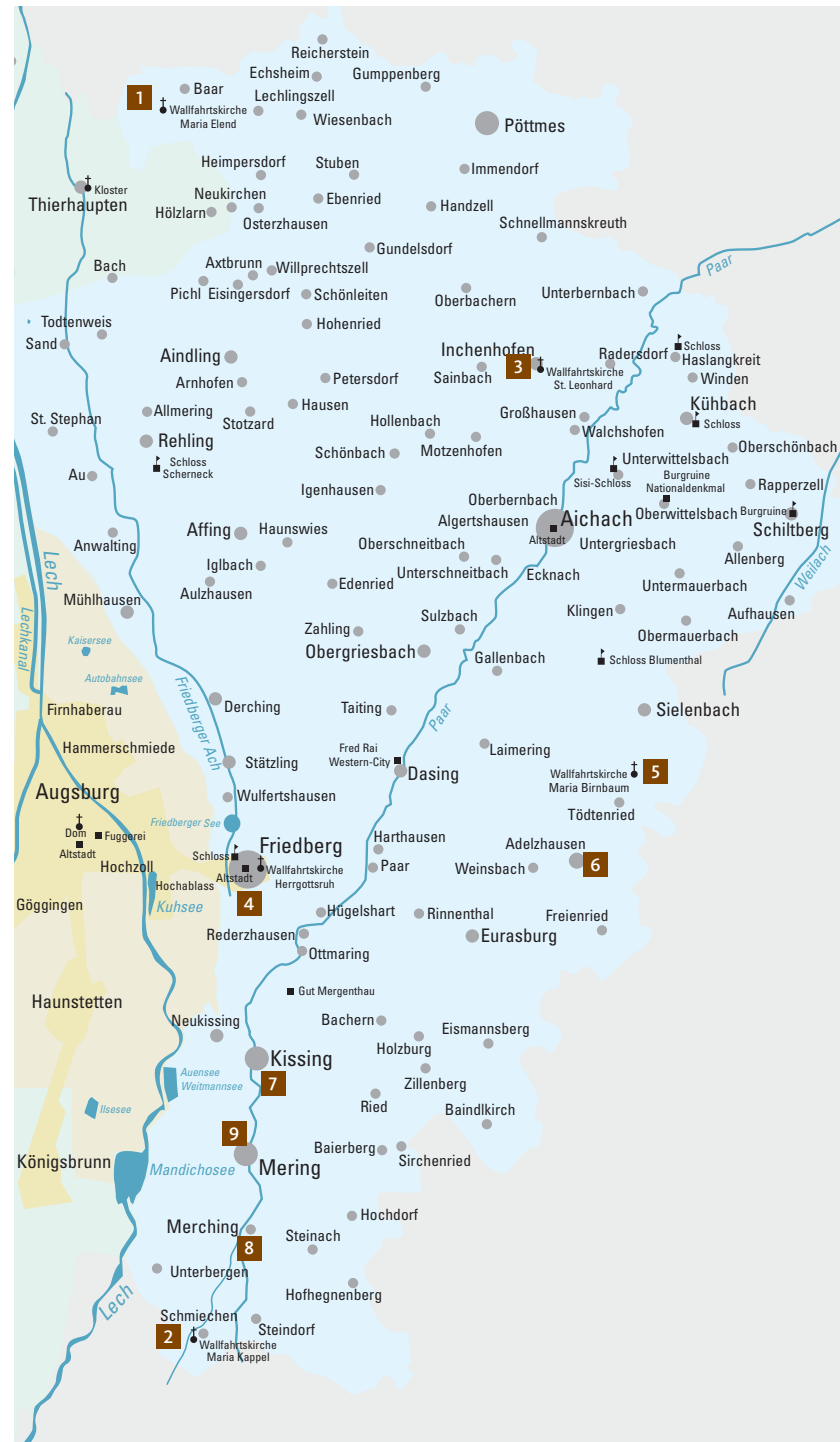 Reicherstein
Echsheim
Gumppenberg
1
Baar
Wallfahrtskirche
Maria Elend
Lechlingszell
Wiesenbach
Pöttmes
Heimpersdorf
Stuben
Immendorf
Kloster
Thierhaupten
Neukirchen
Ebenried
Hölzlarn
Osterzhausen
Handzell
Schnellmannskreuth
Gundelsdorf
Paar
Bach
Axtbrunn
Willprechtszell
Pichl
Eisingersdorf
Schönleiten
Oberbachern
Unterbernbach
Todtenweis
Sand
Hohenried
Aindling
Inchenhofen
3
Wallfahrtskirche
St. Leonhard
Radersdorf
Schloss
Haslangkreit
Sainbach
Winden
Arnhofen
Petersdorf
Allmering
Stotzard
Hausen
Großhausen
Kühbach
Schloss
St. Stephan
Hollenbach
Walchshofen
Rehling
Motzenhofen
Oberschönbach
Schönbach
Schloss
Scherneck
Unterwittelsbach
Au
Sisi-Schloss
Burgruine
Nationaldenkmal
Rapperzell
Igenhausen
Oberbernbach
Oberwittelsbach
Burgruine
Algertshausen
Aichach
Altstadt
Schiltberg
Affing
Haunswies
Anwalting
Oberschneitbach
Untergriesbach
Allenberg
Lech
Iglbach
Unterschneitbach
Ecknach
Aulzhausen
Edenried
Untermauerbach
Weilach
Mühlhausen
Klingen
Aufhausen
Lechkanal
Sulzbach
Zahling
Obermauerbach
Kaisersee
Obergriesbach
Gallenbach
Schloss Blumenthal
Autobahnsee
Friedberger Ach
Firnhaberau
Derching
Taiting
Paar
Sielenbach
Hammerschmiede
Fred Rai
Western-City
Laimering
Stätzling
Dasing
Wallfahrtskirche
Maria Birnbaum
5
Augsburg
Wulfertshausen
Tödtenried
Dom
Fuggerei
Altstadt
Friedberger See
Friedberg
Harthausen
Adelzhausen
6
Schloss
Hochzoll
Altstadt
Wallfahrtskirche
Herrgottsruh
Paar
Weinsbach
Hochablass
4
Göggingen
Kuhsee
Hügelshart
Rinnenthal
Freienried
Rederzhausen
Eurasburg
Ottmaring
Haunstetten
Gut Mergenthau
Neukissing
Bachern
Eismannsberg
Holzburg
Kissing
Auensee
Weitmannsee
7
Zillenberg
Ilsesee
Ried
Baindlkirch
9
Königsbrunn
Mandichosee
Mering
Baierberg
Sirchenried
Merching
Hochdorf
8
Steinach
Unterbergen
Lech
Hofhegnenberg
Schmiechen
2
Steindorf
Wallfahrtskirche
Maria Kappel